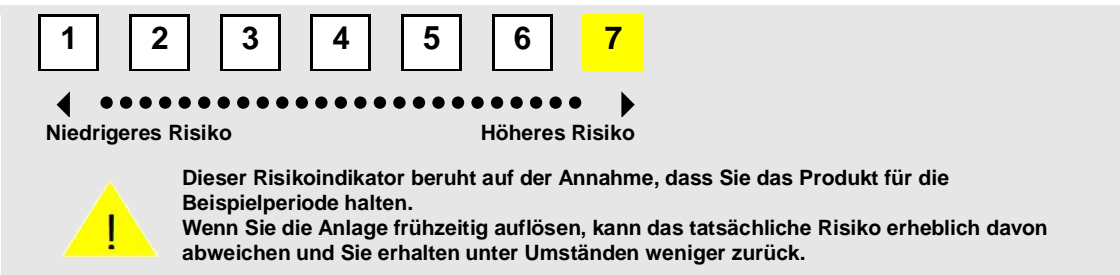 1 2 3 4 5 6 7
Niedrigeres Risiko Höheres Risiko
!
Dieser Risikoindikator beruht auf der Annahme, dass Sie das Produkt für die
Beispielperiode halten.
Wenn Sie die Anlage frühzeitig auflösen, kann das tatsächliche Risiko erheblich davon
abweichen und Sie erhalten unter Umständen weniger zurück.